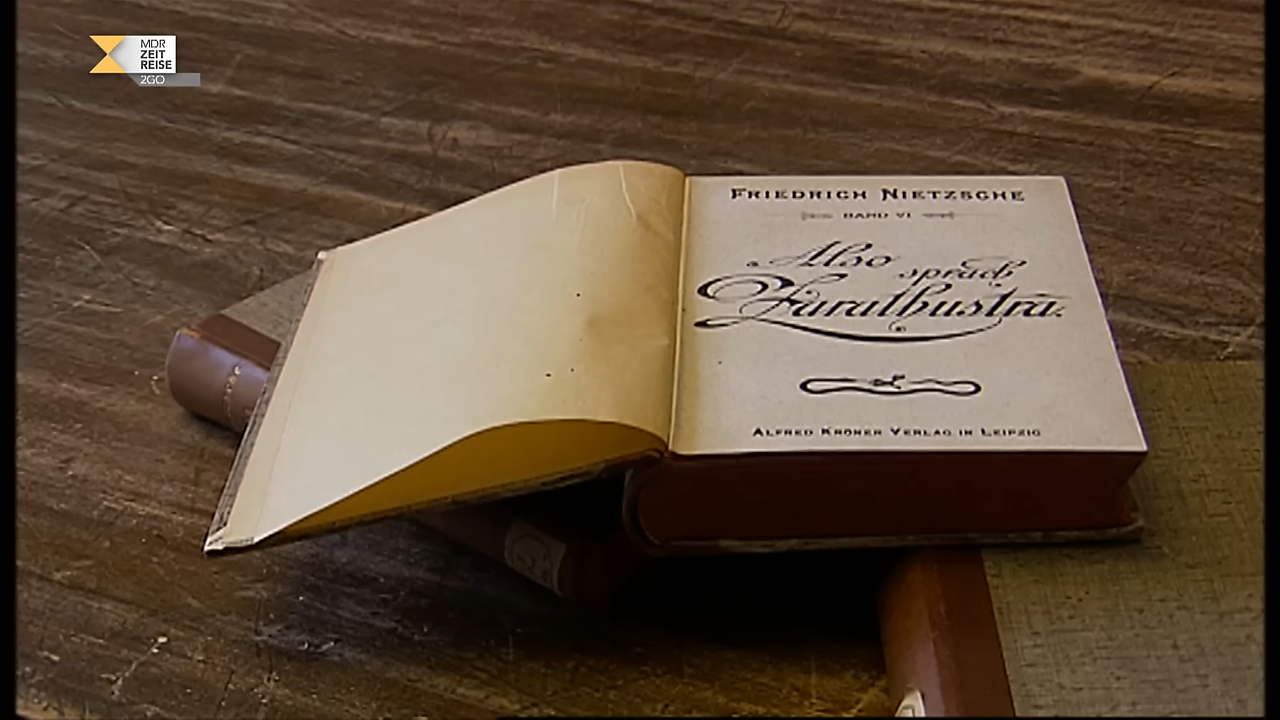 MDR
ZEIT
REISE
2GO
FRIEDRICH NIETZSCHE
BAND VI
Also
sprach
Zarathustra.
ALFRED KRÖNER VERLAG IN LEIPZIG